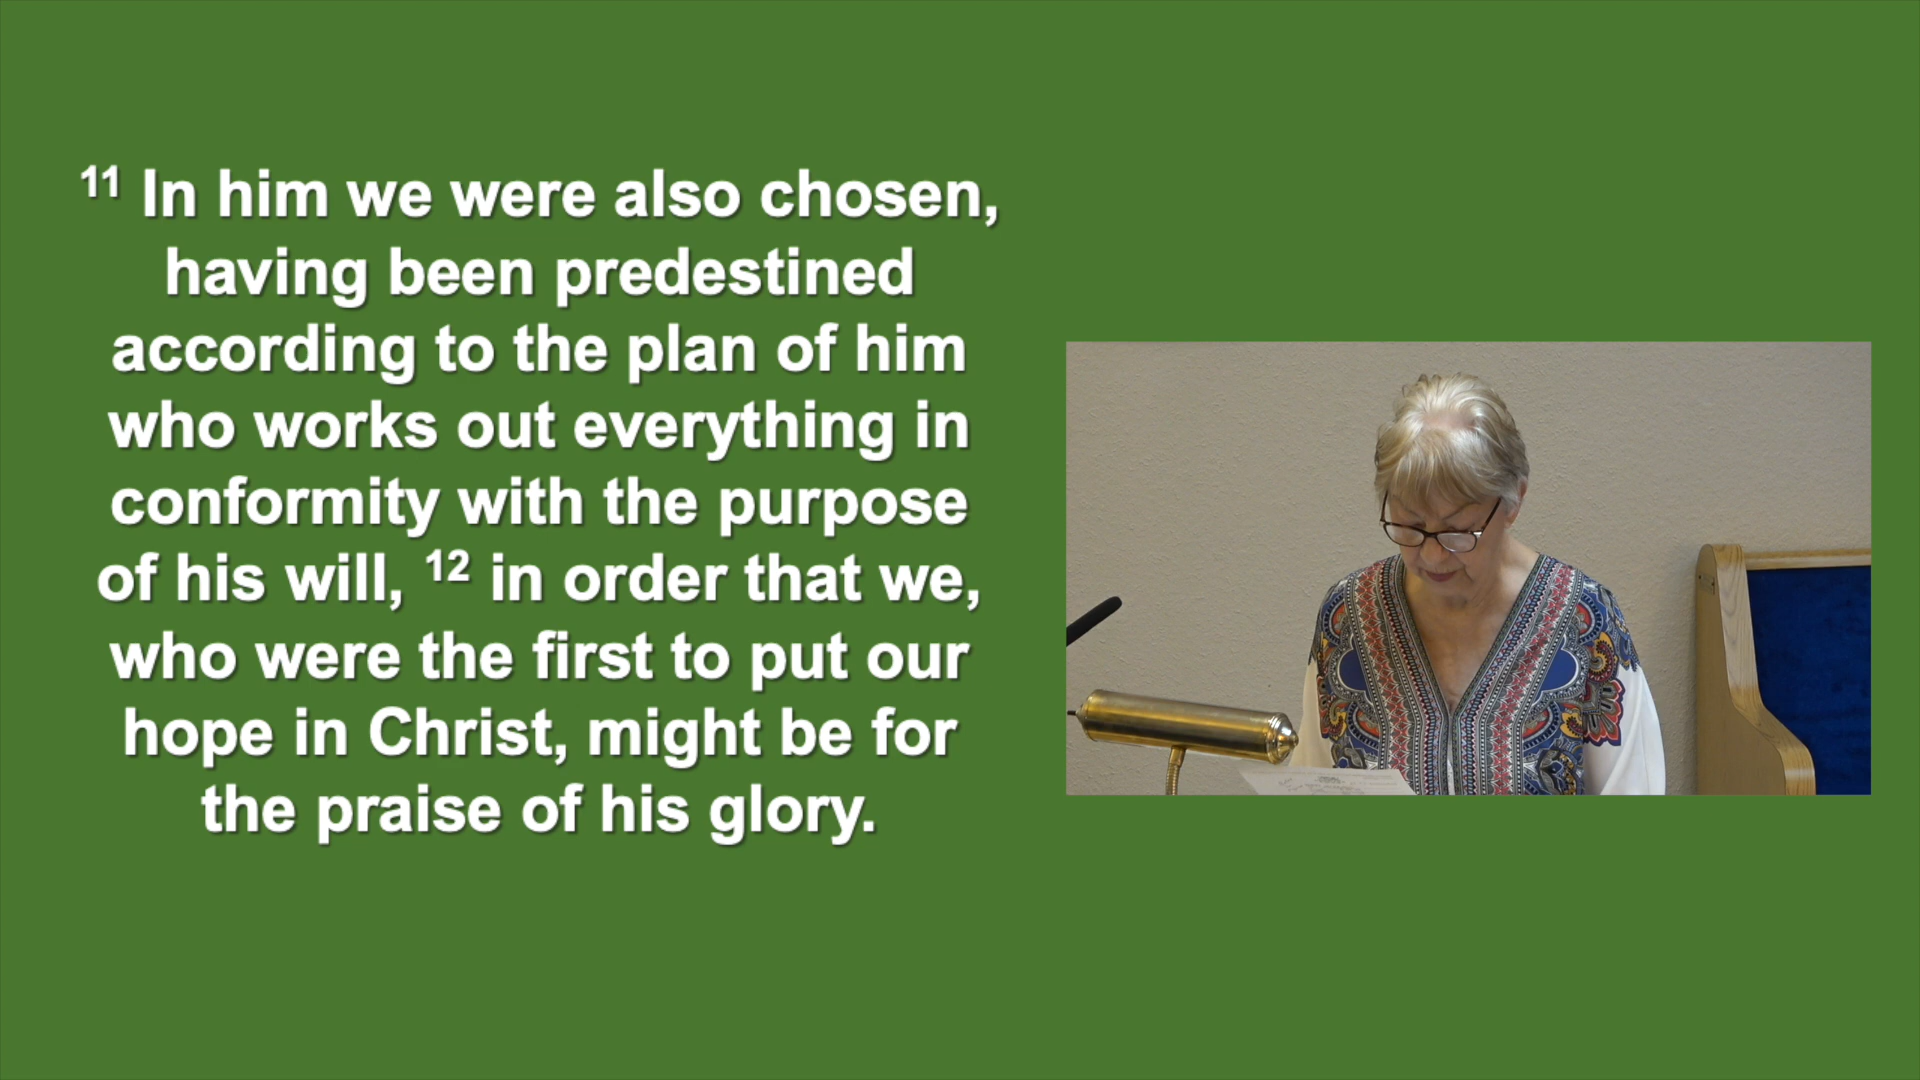 11 In him we were also chosen,
having been predestined
according to the plan of him
who works out everything in
conformity with the purpose
of his will, 12 in order that we,
who were the first to put our
hope in Christ, might be for
the praise of his glory.